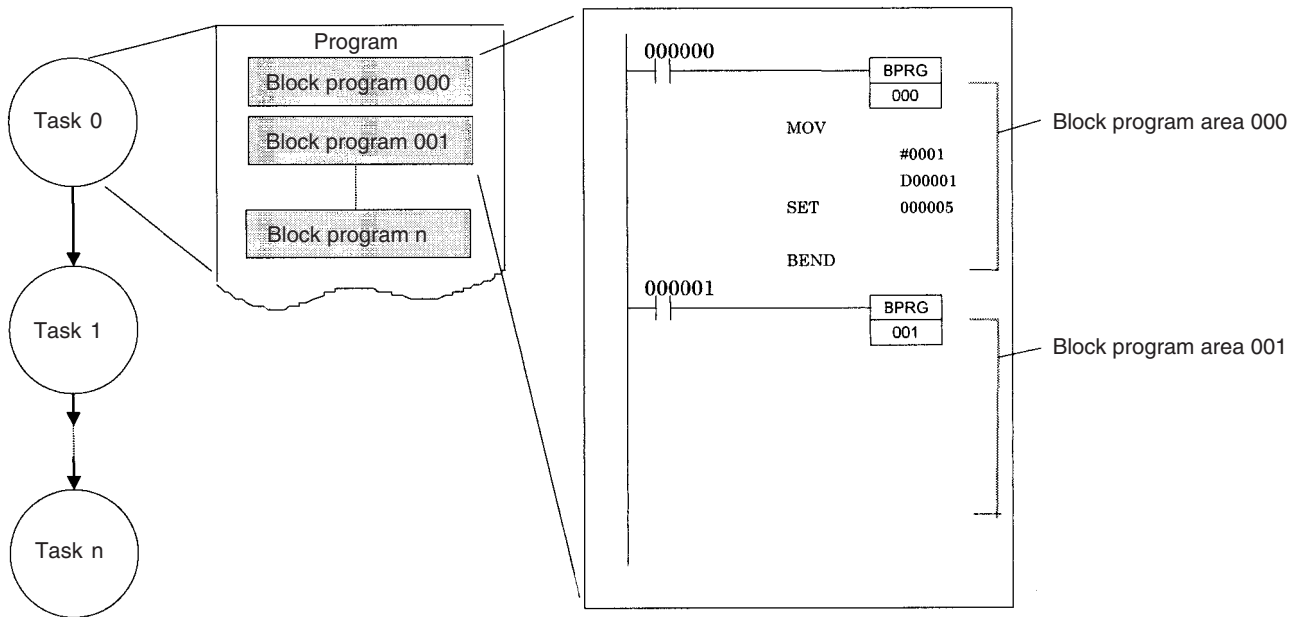 Task 0
Task 1
Task n
Program
Block program 000
Block program 001
Block program n
000000
BPRG
000
MOV
#0001
D00001
SET 000005
BEND
000001
BPRG
001
Block program area 000
Block program area 001